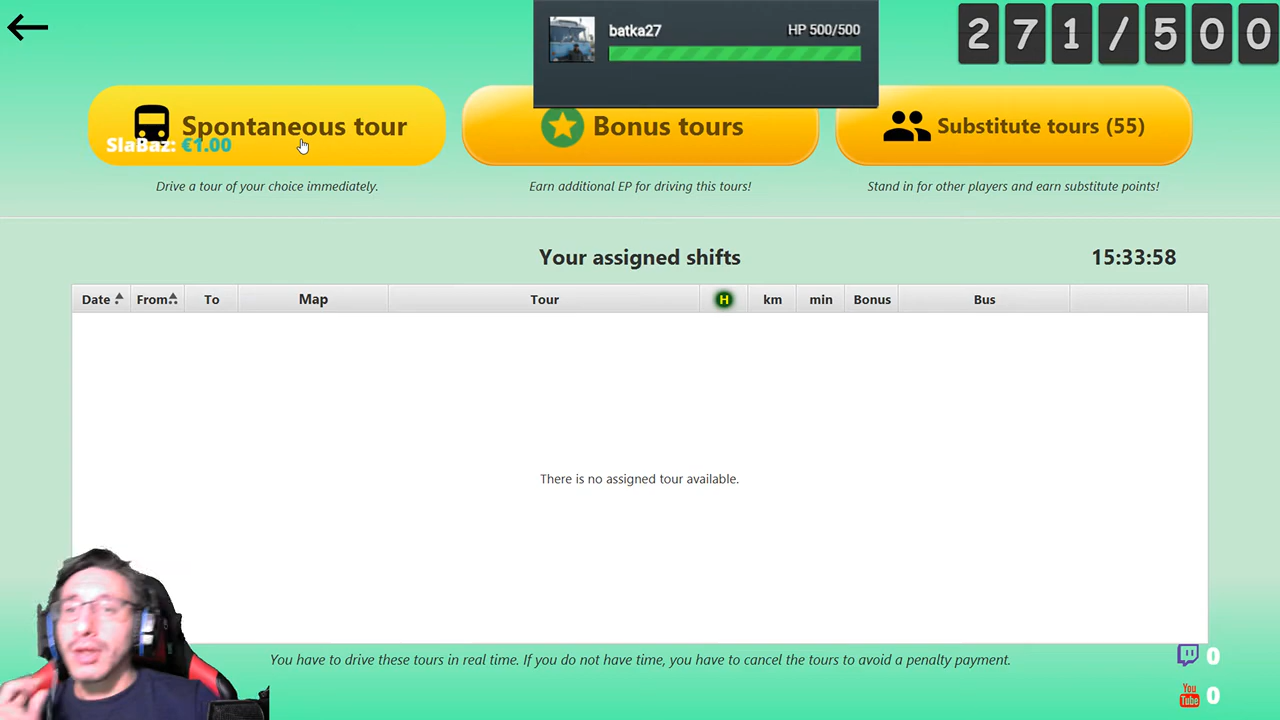 batka27
HP 500/500
271/500
Spontaneous tour
SlaBaz: €1.00
Bonus tours
Substitute tours (55)
Drive a tour of your choice immediately.
Earn additional EP for driving this tours!
Stand in for other players and earn substitute points!
Your assigned shifts
15:33:58
Date From To Map Tour H km min Bonus Bus
There is no assigned tour available.
You have to drive these tours in real time. If you do not have time, you have to cancel the tours to avoid a penalty payment.
0
You Tube 0